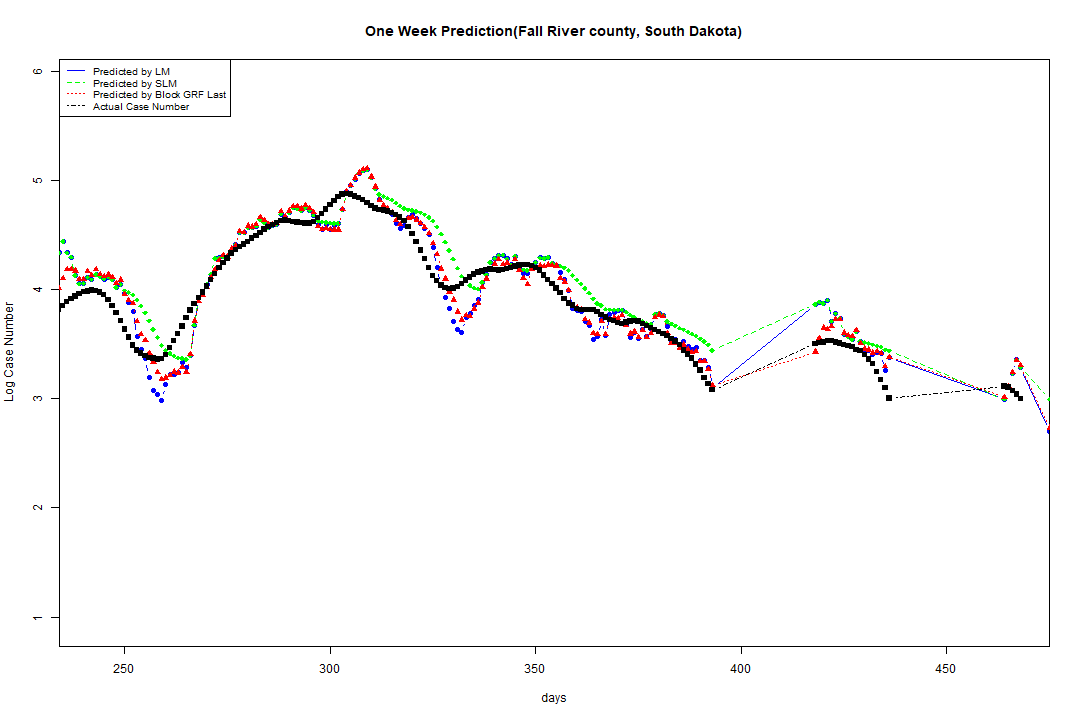 One Week Prediction(Fall River county, South Dakota)
Predicted by LM
Predicted by SLM
Predicted by Block GRF Last
Actual Case Number
6
5
4
3
2
1
Log Case Number
250 300 350 400 450
days